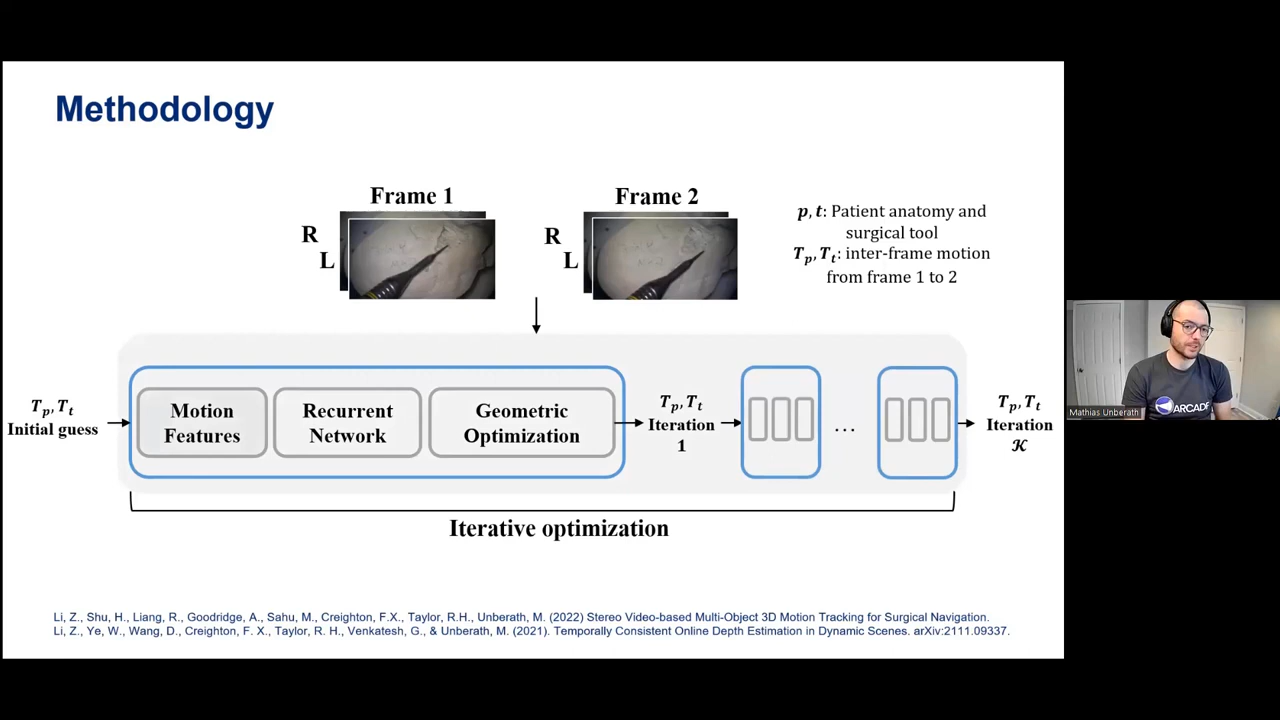 Methodology
Frame 1
Frame 2
R
L
R
L
p, t: Patient anatomy and
surgical tool
Tp, Tt: inter-frame motion
from frame 1 to 2
Tp, Tt
Initial guess
Motion
Features
Recurrent
Network
Geometric
Optimization
Tp, Tt
Iteration
1
...
Tp, Tt
Iteration
𝒦
Iterative optimization
Li, Z., Shu, H., Liang, R., Goodridge, A., Sahu, M., Creighton, F.X., Taylor, R.H., Unberath, M. (2022) Stereo Video-based Multi-Object 3D Motion Tracking for Surgical Navigation.
Li, Z., Ye, W., Wang, D., Creighton, F. X., Taylor, R. H., Venkatesh, G., & Unberath, M. (2021). Temporally Consistent Online Depth Estimation in Dynamic Scenes. arXiv:2111.09337.
ARCADE
Mathias Unberath